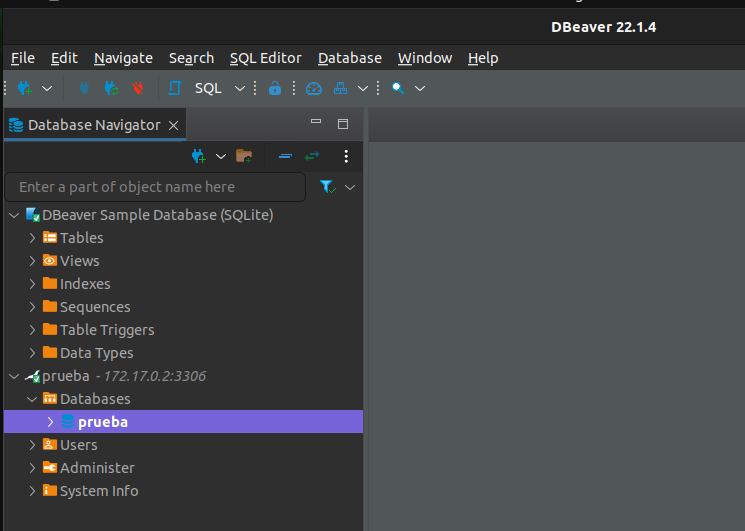 DBeaver 22.1.4
File Edit Navigate Search SQL Editor Database Window Help
SQL
Database Navigator
Enter a part of object name here
DBeaver Sample Database (SQLite)
Tables
Views
Indexes
Sequences
Table Triggers
Data Types
prueba - 172.17.0.2:3306
Databases
prueba
Users
Administer
System Info